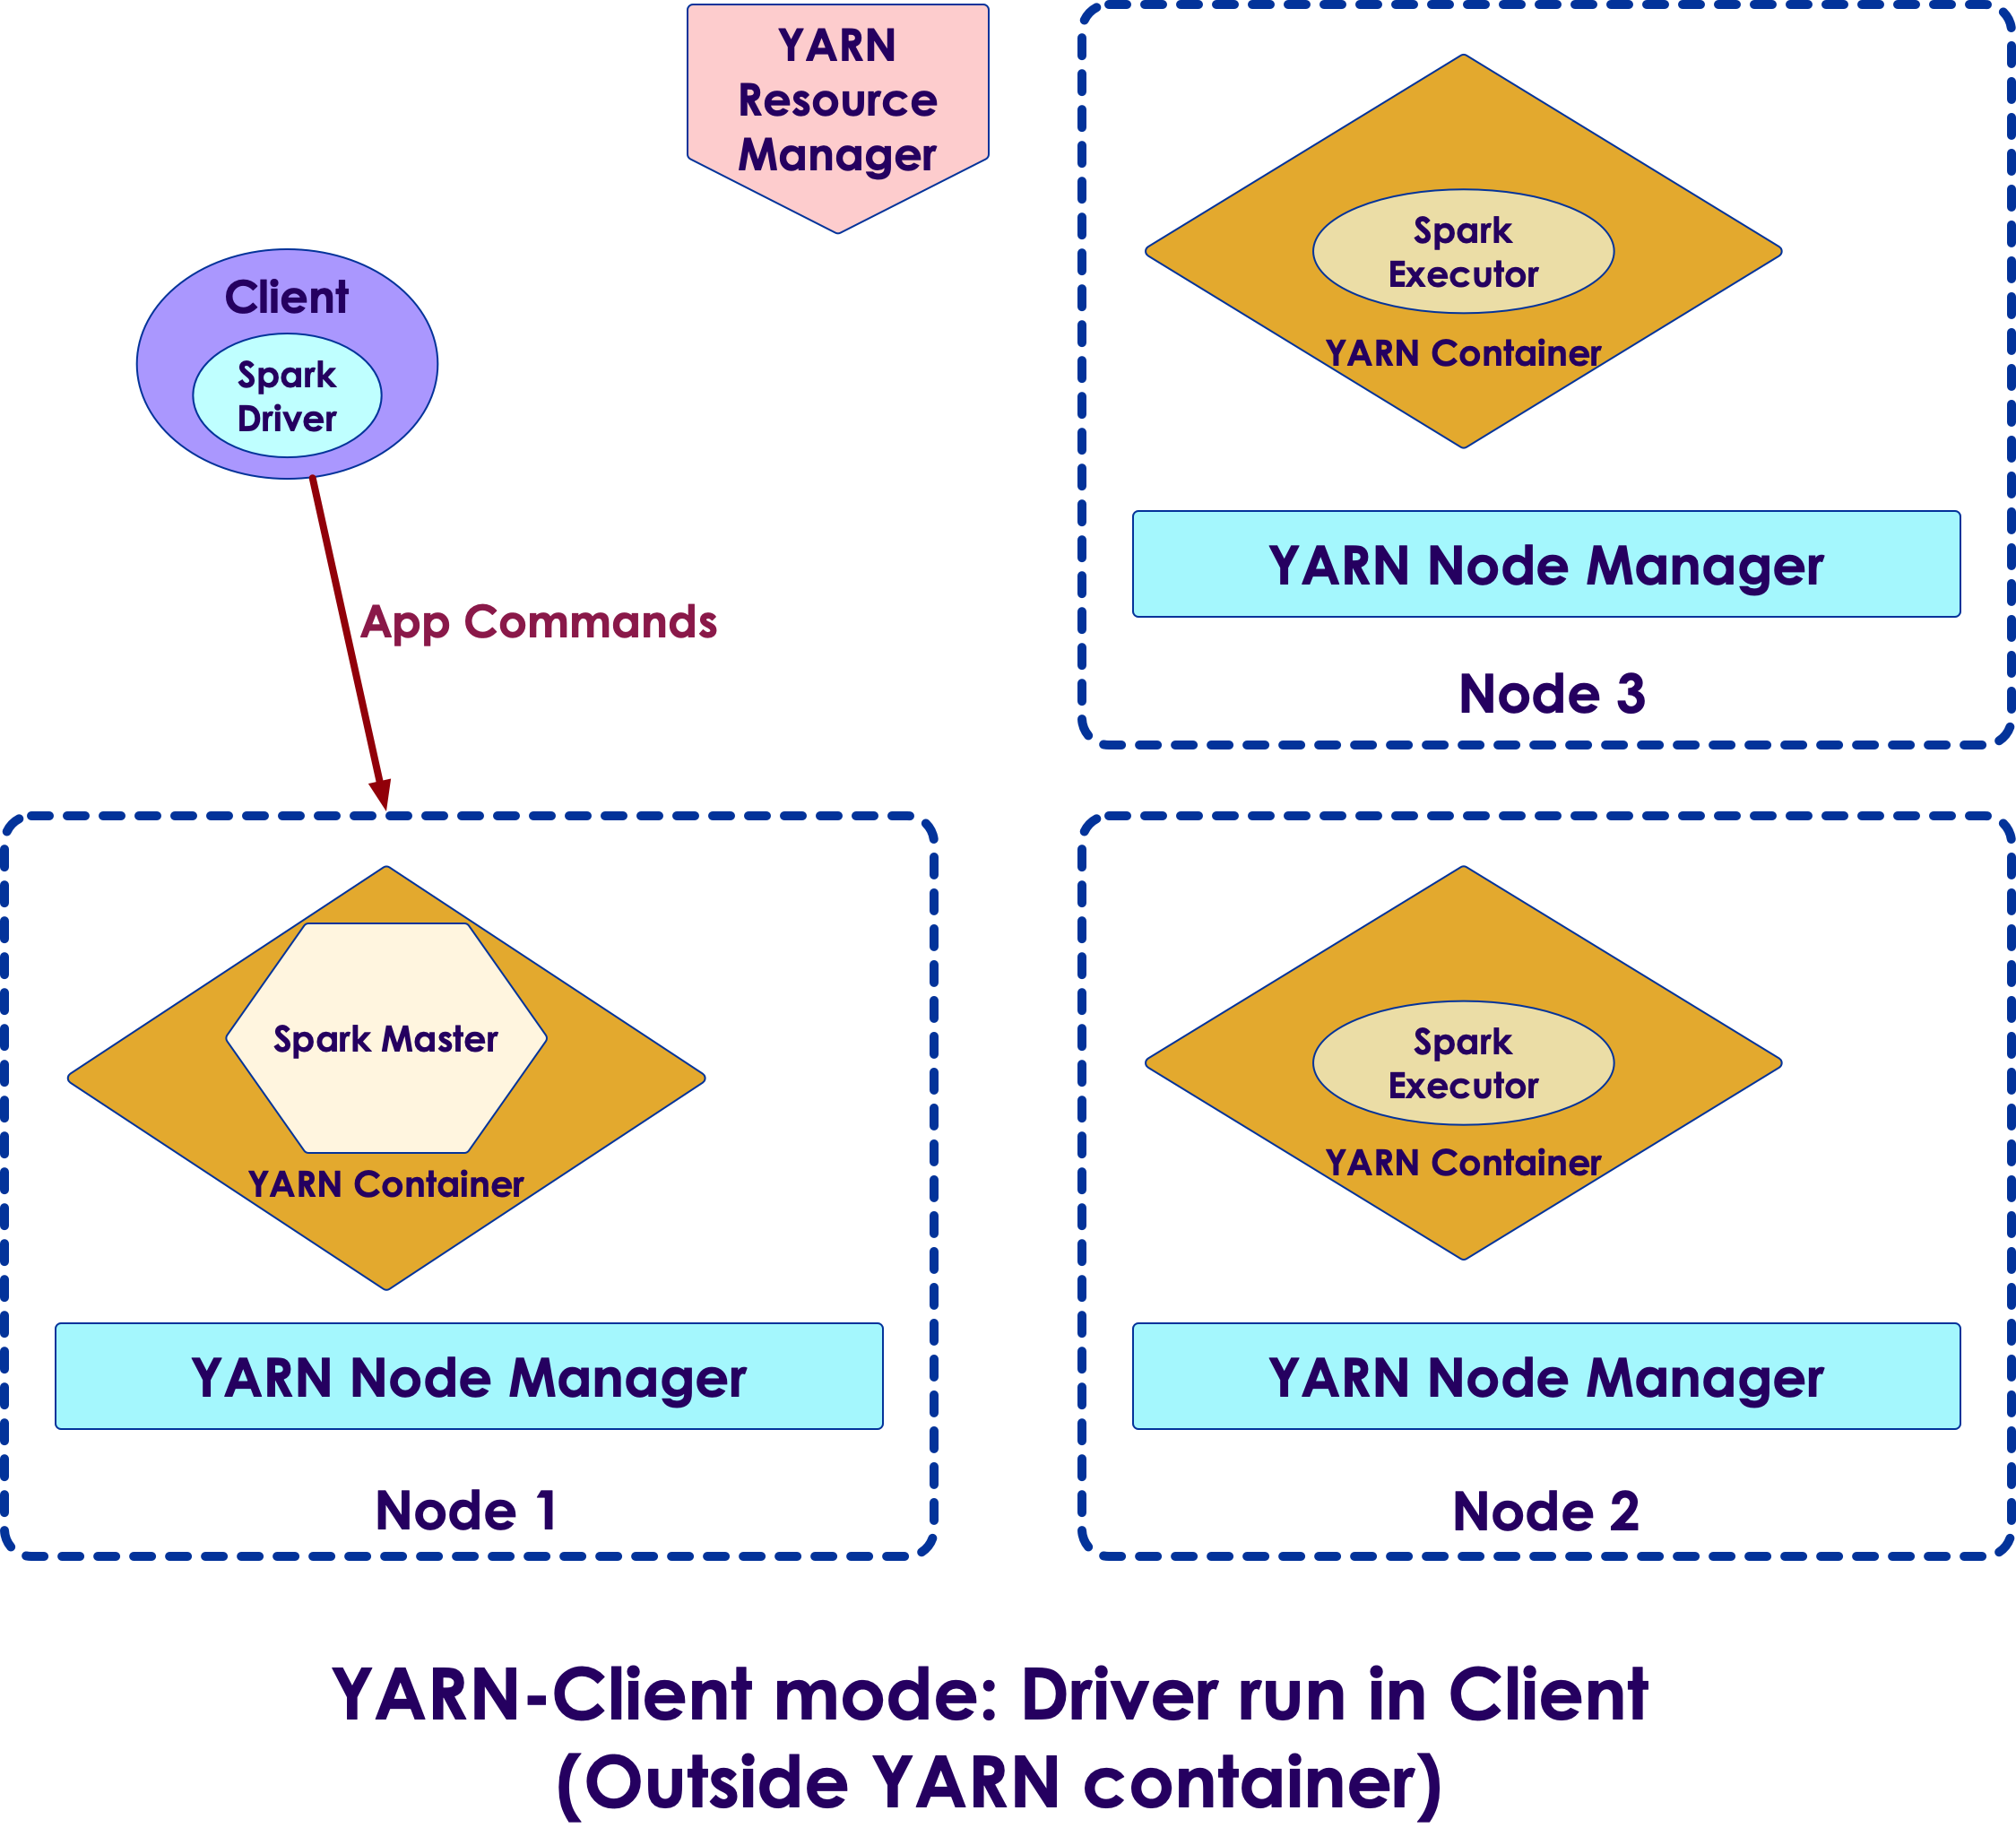 YARN
Resource
Manager
Client
Spark
Driver
App Commands
Spark
Executor
YARN Container
YARN Node Manager
Node 3
Spark Master
YARN Container
YARN Node Manager
Node 1
Spark
Executor
YARN Container
YARN Node Manager
Node 2
YARN-Client mode: Driver run in Client
(Outside YARN container)